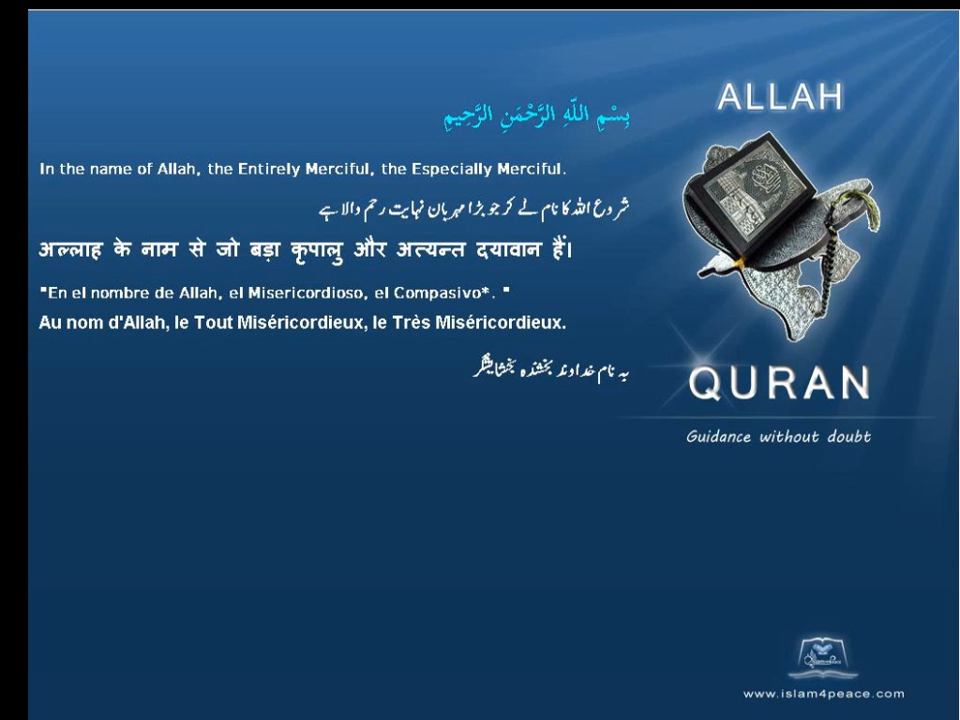 بِسْمِ اللَّهِ الرَّحْمَنِ الرَّحِيمِ
In the name of Allah, the Entirely Merciful, the Especially Merciful.
شروع الله کا نام لے کر جو بڑا مہربان نہایت رحم والا ہے
अल्लाह के नाम से जो बड़ा कृपालु और अत्यन्त दयावान हैं।
"En el nombre de Allah, el Misericordioso, el Compasivo*. "
Au nom d'Allah, le Tout Miséricordieux, le Très Miséricordieux.
به نام خداوند بخشنده بخشایشگر
ALLAH
QURAN
Guidance without doubt
www.islam4peace.com